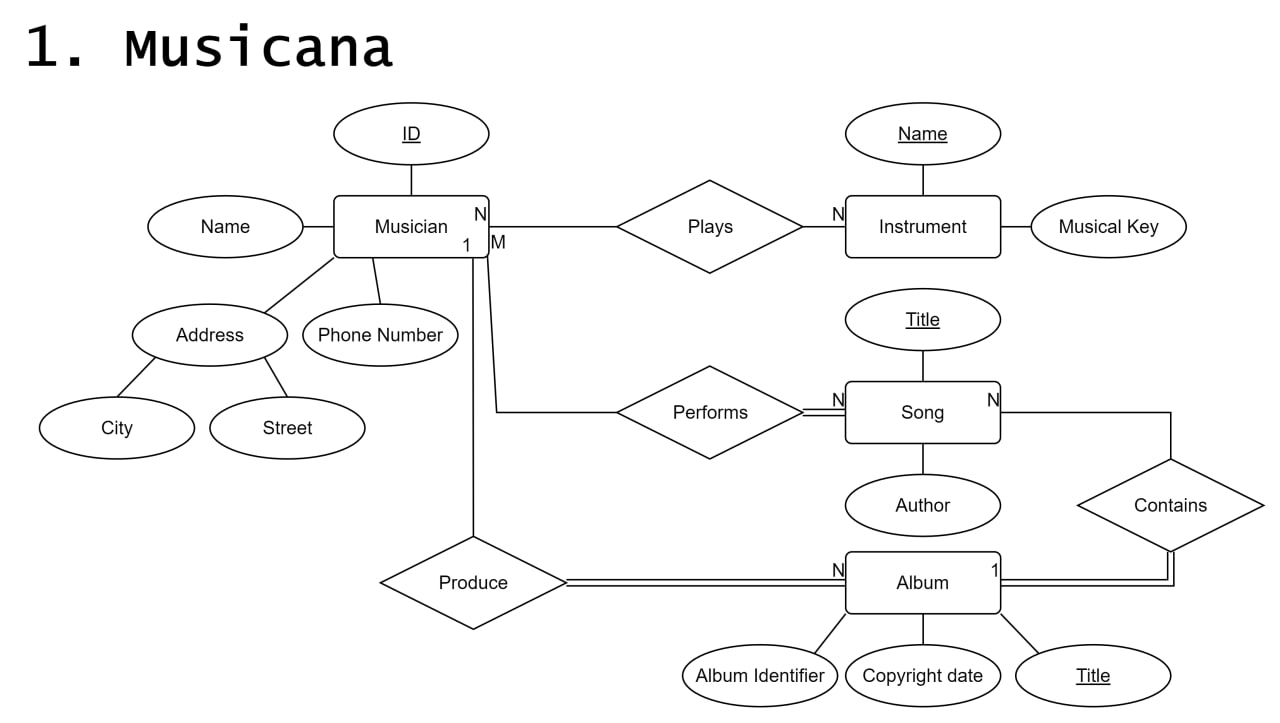 1. Musicana
ID
Name
Name
Musician
N
1
M
Plays
N
Instrument
Musical Key
Address
Phone Number
City
Street
Title
Performs
N
Song
N
Author
Contains
Produce
N
Album
1
Album Identifier
Copyright date
Title